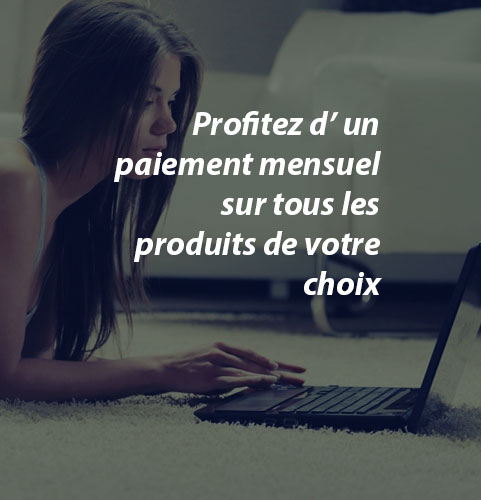 Profitez d’ un
paiement mensuel
sur tous les
produits de votre
choix